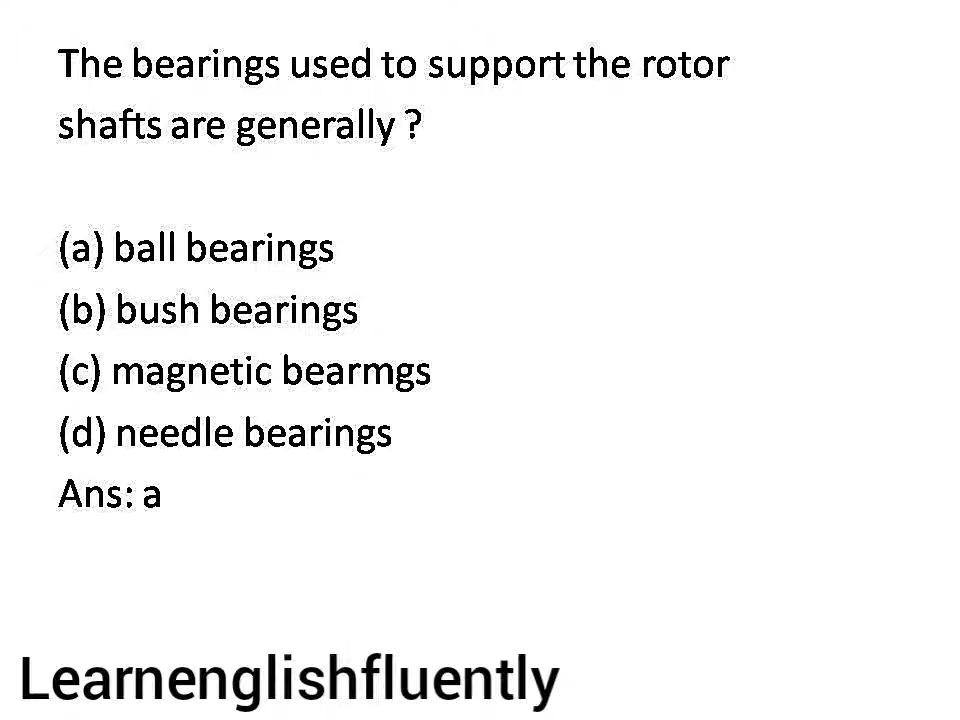 The bearings used to support the rotor
shafts are generally ?
(a) ball bearings
(b) bush bearings
(c) magnetic bearmgs
(d) needle bearings
Ans: a
Learnenglishfluently